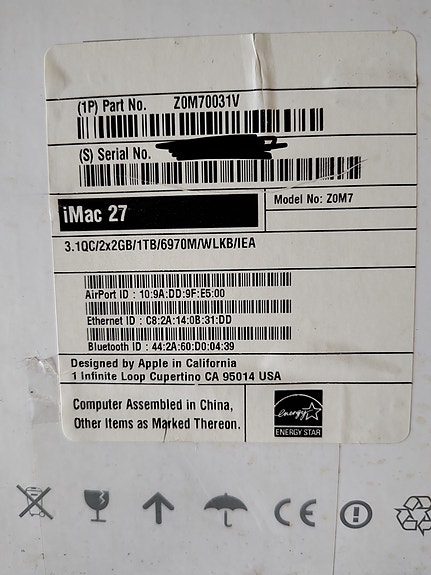 (1P) Part No. Z0M70031V
(S) Serial No.
iMac 27
Model No: Z0M7
3.1QC/2x2GB/1TB/6970M/WLKB/IEA
AirPort ID : 10:9A:DD:9F:E5:00
Ethernet ID : C8:2A:14:0B:31:DD
Bluetooth ID : 44:2A:60:D0:04:39
Designed by Apple in California
1 Infinite Loop Cupertino CA 95014 USA
Computer Assembled in China,
Other Items as Marked Thereon.
energy
ENERGY STAR
CE